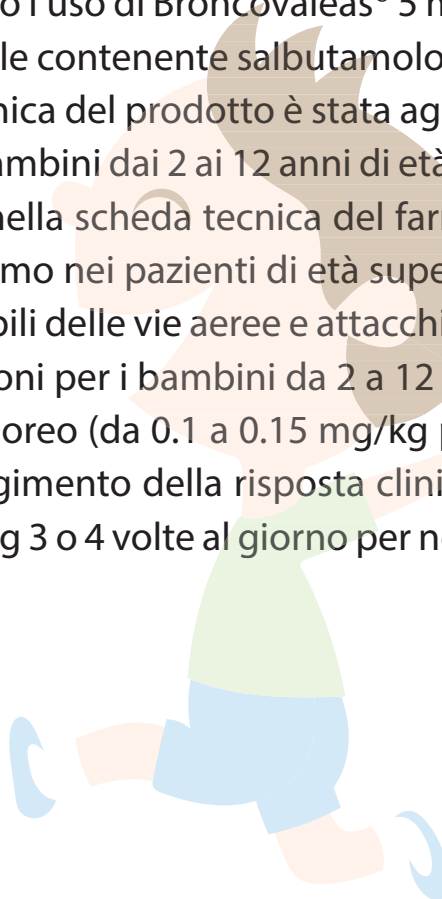 o l'uso di Broncovaleas® 5 m
le contenente salbutamolo
nica del prodotto è stata ag
ambini dai 2 ai 12 anni di età
nella scheda tecnica del far
mo nei pazienti di età supe
bili delle vie aeree e attacchi
oni per i bambini da 2 a 12
oreo (da 0.1 a 0.15 mg/kg p
gimento della risposta clini
g 3 o 4 volte al giorno per ne